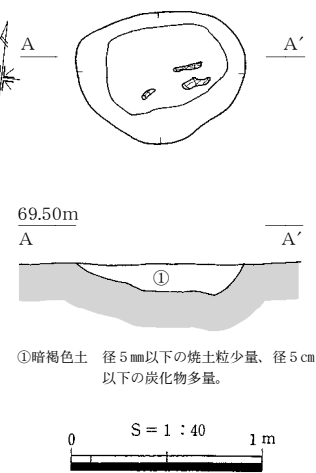 A A′
69.50m
A A′
①
①暗褐色土 径５㎜以下の焼土粒少量、径５㎝
以下の炭化物多量。
S = 1 : 40
0 1 m